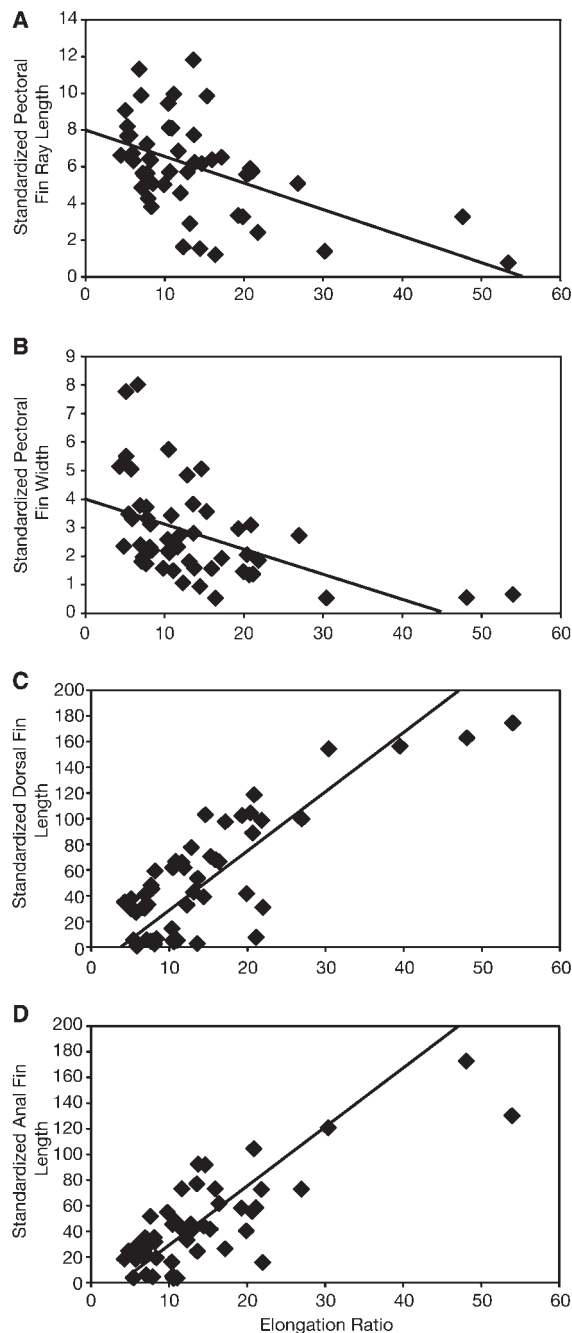 A
Standardized Pectoral
Fin Ray Length
14
12
10
8
6
4
2
0
0 10 20 30 40 50 60
B
Standardized Pectoral
Fin Width
9
8
7
6
5
4
3
2
1
0
0 10 20 30 40 50 60
C
Standardized Dorsal Fin
Length
200
180
160
140
120
100
80
60
40
20
0
0 10 20 30 40 50 60
D
Standardized Anal Fin
Length
200
180
160
140
120
100
80
60
40
20
0
0 10 20 30 40 50 60
Elongation Ratio